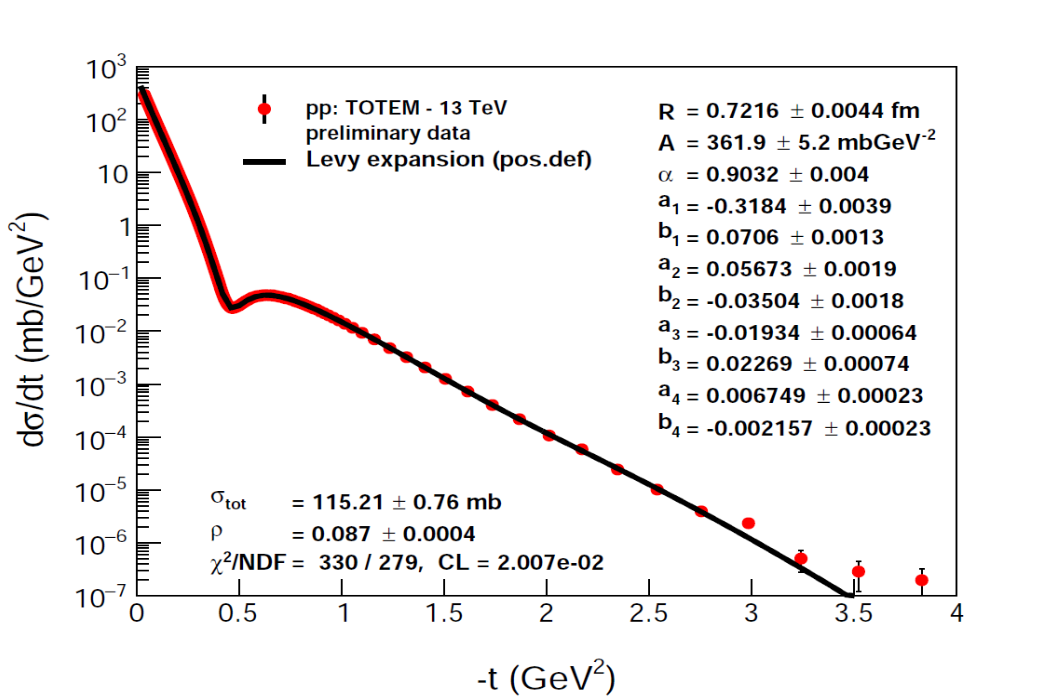 10³
10²
10
1
10⁻¹
10⁻²
10⁻³
10⁻⁴
10⁻⁵
10⁻⁶
10⁻⁷
dσ/dt (mb/GeV²)
pp: TOTEM - 13 TeV
preliminary data
Levy expansion (pos.def)
R = 0.7216 ± 0.0044 fm
A = 361.9 ± 5.2 mbGeV⁻²
α = 0.9032 ± 0.004
a₁ = -0.3184 ± 0.0039
b₁ = 0.0706 ± 0.0013
a₂ = 0.05673 ± 0.0019
b₂ = -0.03504 ± 0.0018
a₃ = -0.01934 ± 0.00064
b₃ = 0.02269 ± 0.00074
a₄ = 0.006749 ± 0.00023
b₄ = -0.002157 ± 0.00023
σtot = 115.21 ± 0.76 mb
ρ = 0.087 ± 0.0004
χ²/NDF = 330 / 279, CL = 2.007e-02
0 0.5 1 1.5 2 2.5 3 3.5 4
-t (GeV²)